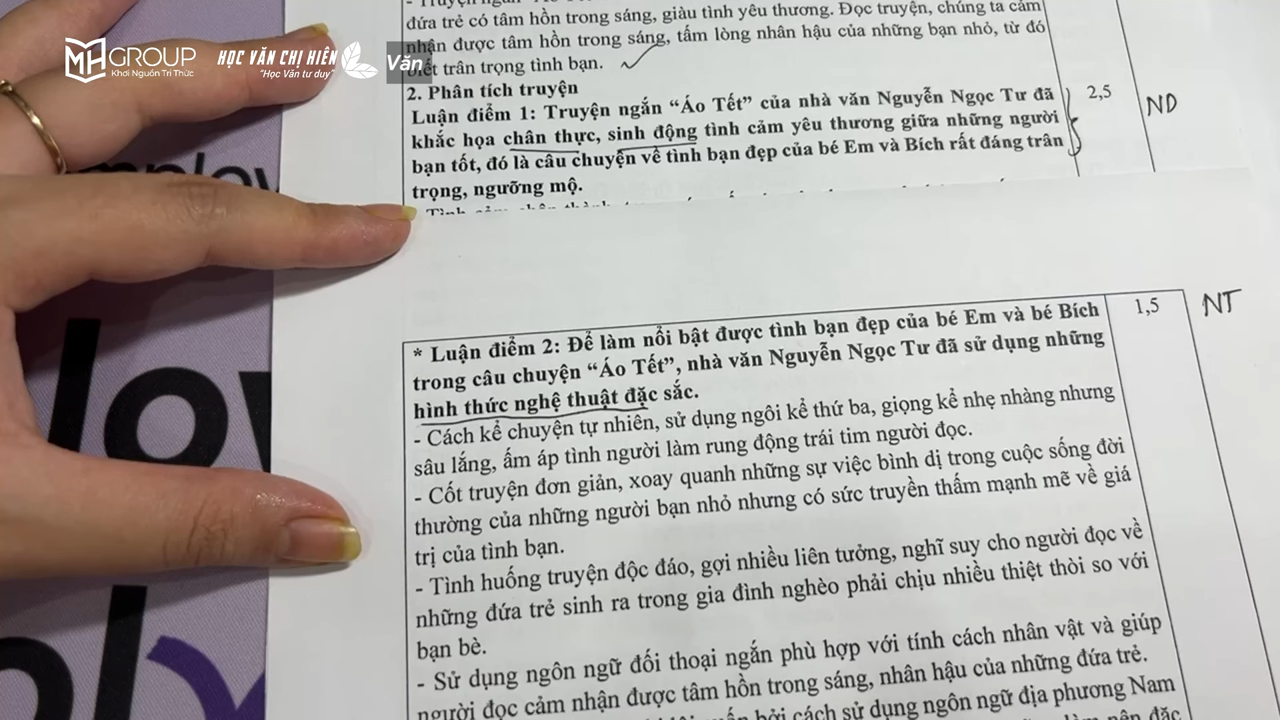 MH GROUP
Khơi Nguồn Tri Thức
HỌC VĂN CHỊ HIÊN
"Học Văn tư duy"
Văn
đứa trẻ có tâm hồn trong sáng, giàu tình yêu thương. Đọc truyện, chúng ta cảm
nhận được tâm hồn trong sáng, tấm lòng nhân hậu của những bạn nhỏ, từ đó
biết trân trọng tình bạn.
2. Phân tích truyện
Luận điểm 1: Truyện ngắn “Áo Tết” của nhà văn Nguyễn Ngọc Tư đã
khắc họa chân thực, sinh động tình cảm yêu thương giữa những người
bạn tốt, đó là câu chuyện về tình bạn đẹp của bé Em và Bích rất đáng trân
trọng, ngưỡng mộ.
2,5
ND
* Luận điểm 2: Để làm nổi bật được tình bạn đẹp của bé Em và bé Bích
trong câu chuyện “Áo Tết”, nhà văn Nguyễn Ngọc Tư đã sử dụng những
hình thức nghệ thuật đặc sắc.
1,5
NT
- Cách kể chuyện tự nhiên, sử dụng ngôi kể thứ ba, giọng kể nhẹ nhàng nhưng
sâu lắng, ấm áp tình người làm rung động trái tim người đọc.
- Cốt truyện đơn giản, xoay quanh những sự việc bình dị trong cuộc sống đời
thường của những người bạn nhỏ nhưng có sức truyền thấm mạnh mẽ về giá
trị của tình bạn.
- Tình huống truyện độc đáo, gợi nhiều liên tưởng, nghĩ suy cho người đọc về
những đứa trẻ sinh ra trong gia đình nghèo phải chịu nhiều thiệt thòi so với
bạn bè.
- Sử dụng ngôn ngữ đối thoại ngắn phù hợp với tính cách nhân vật và giúp
người đọc cảm nhận được tâm hồn trong sáng, nhân hậu của những đứa trẻ.
bởi cách sử dụng ngôn ngữ địa phương Nam